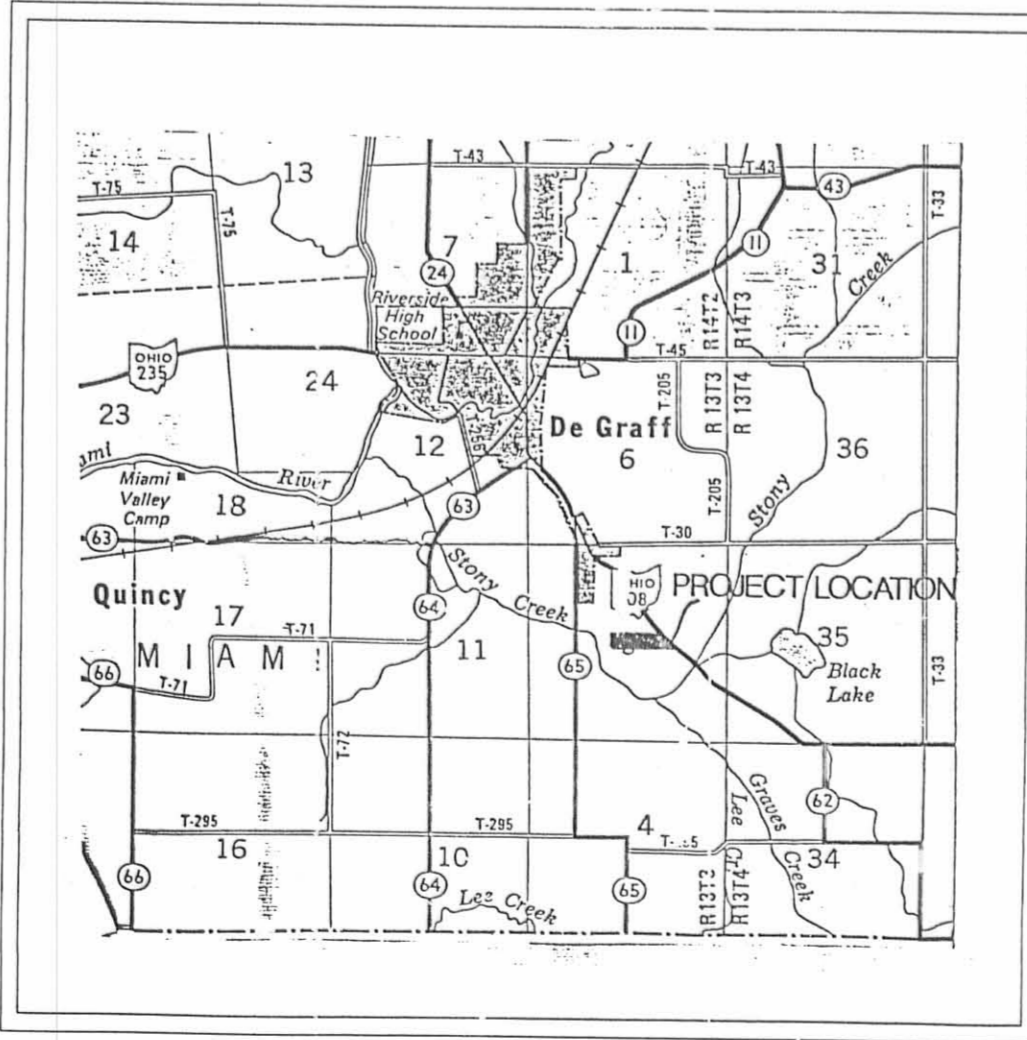 T-43
T-43
13
T-75
43
T-33
T-75
14
7
11
1
31
24
Creek
Riverside
High
School
R14T2
R14T3
11
OHIO
235
T-45
24
T-205
R13T3
R13T4
23
De Graff
12
6
36
River
Miami
Valley
Camp
18
63
T-205
Stony
63
T-30
Stony
Creek
PROJECT LOCATION
Quincy
64
17
T-71
35
MIAMI
11
65
66
T-71
Black
Lake
T-33
T-72
Graves
Creek
Lee
62
T-295
T-295
4
16
10
34
66
64
65
R13T4
Lee Creek